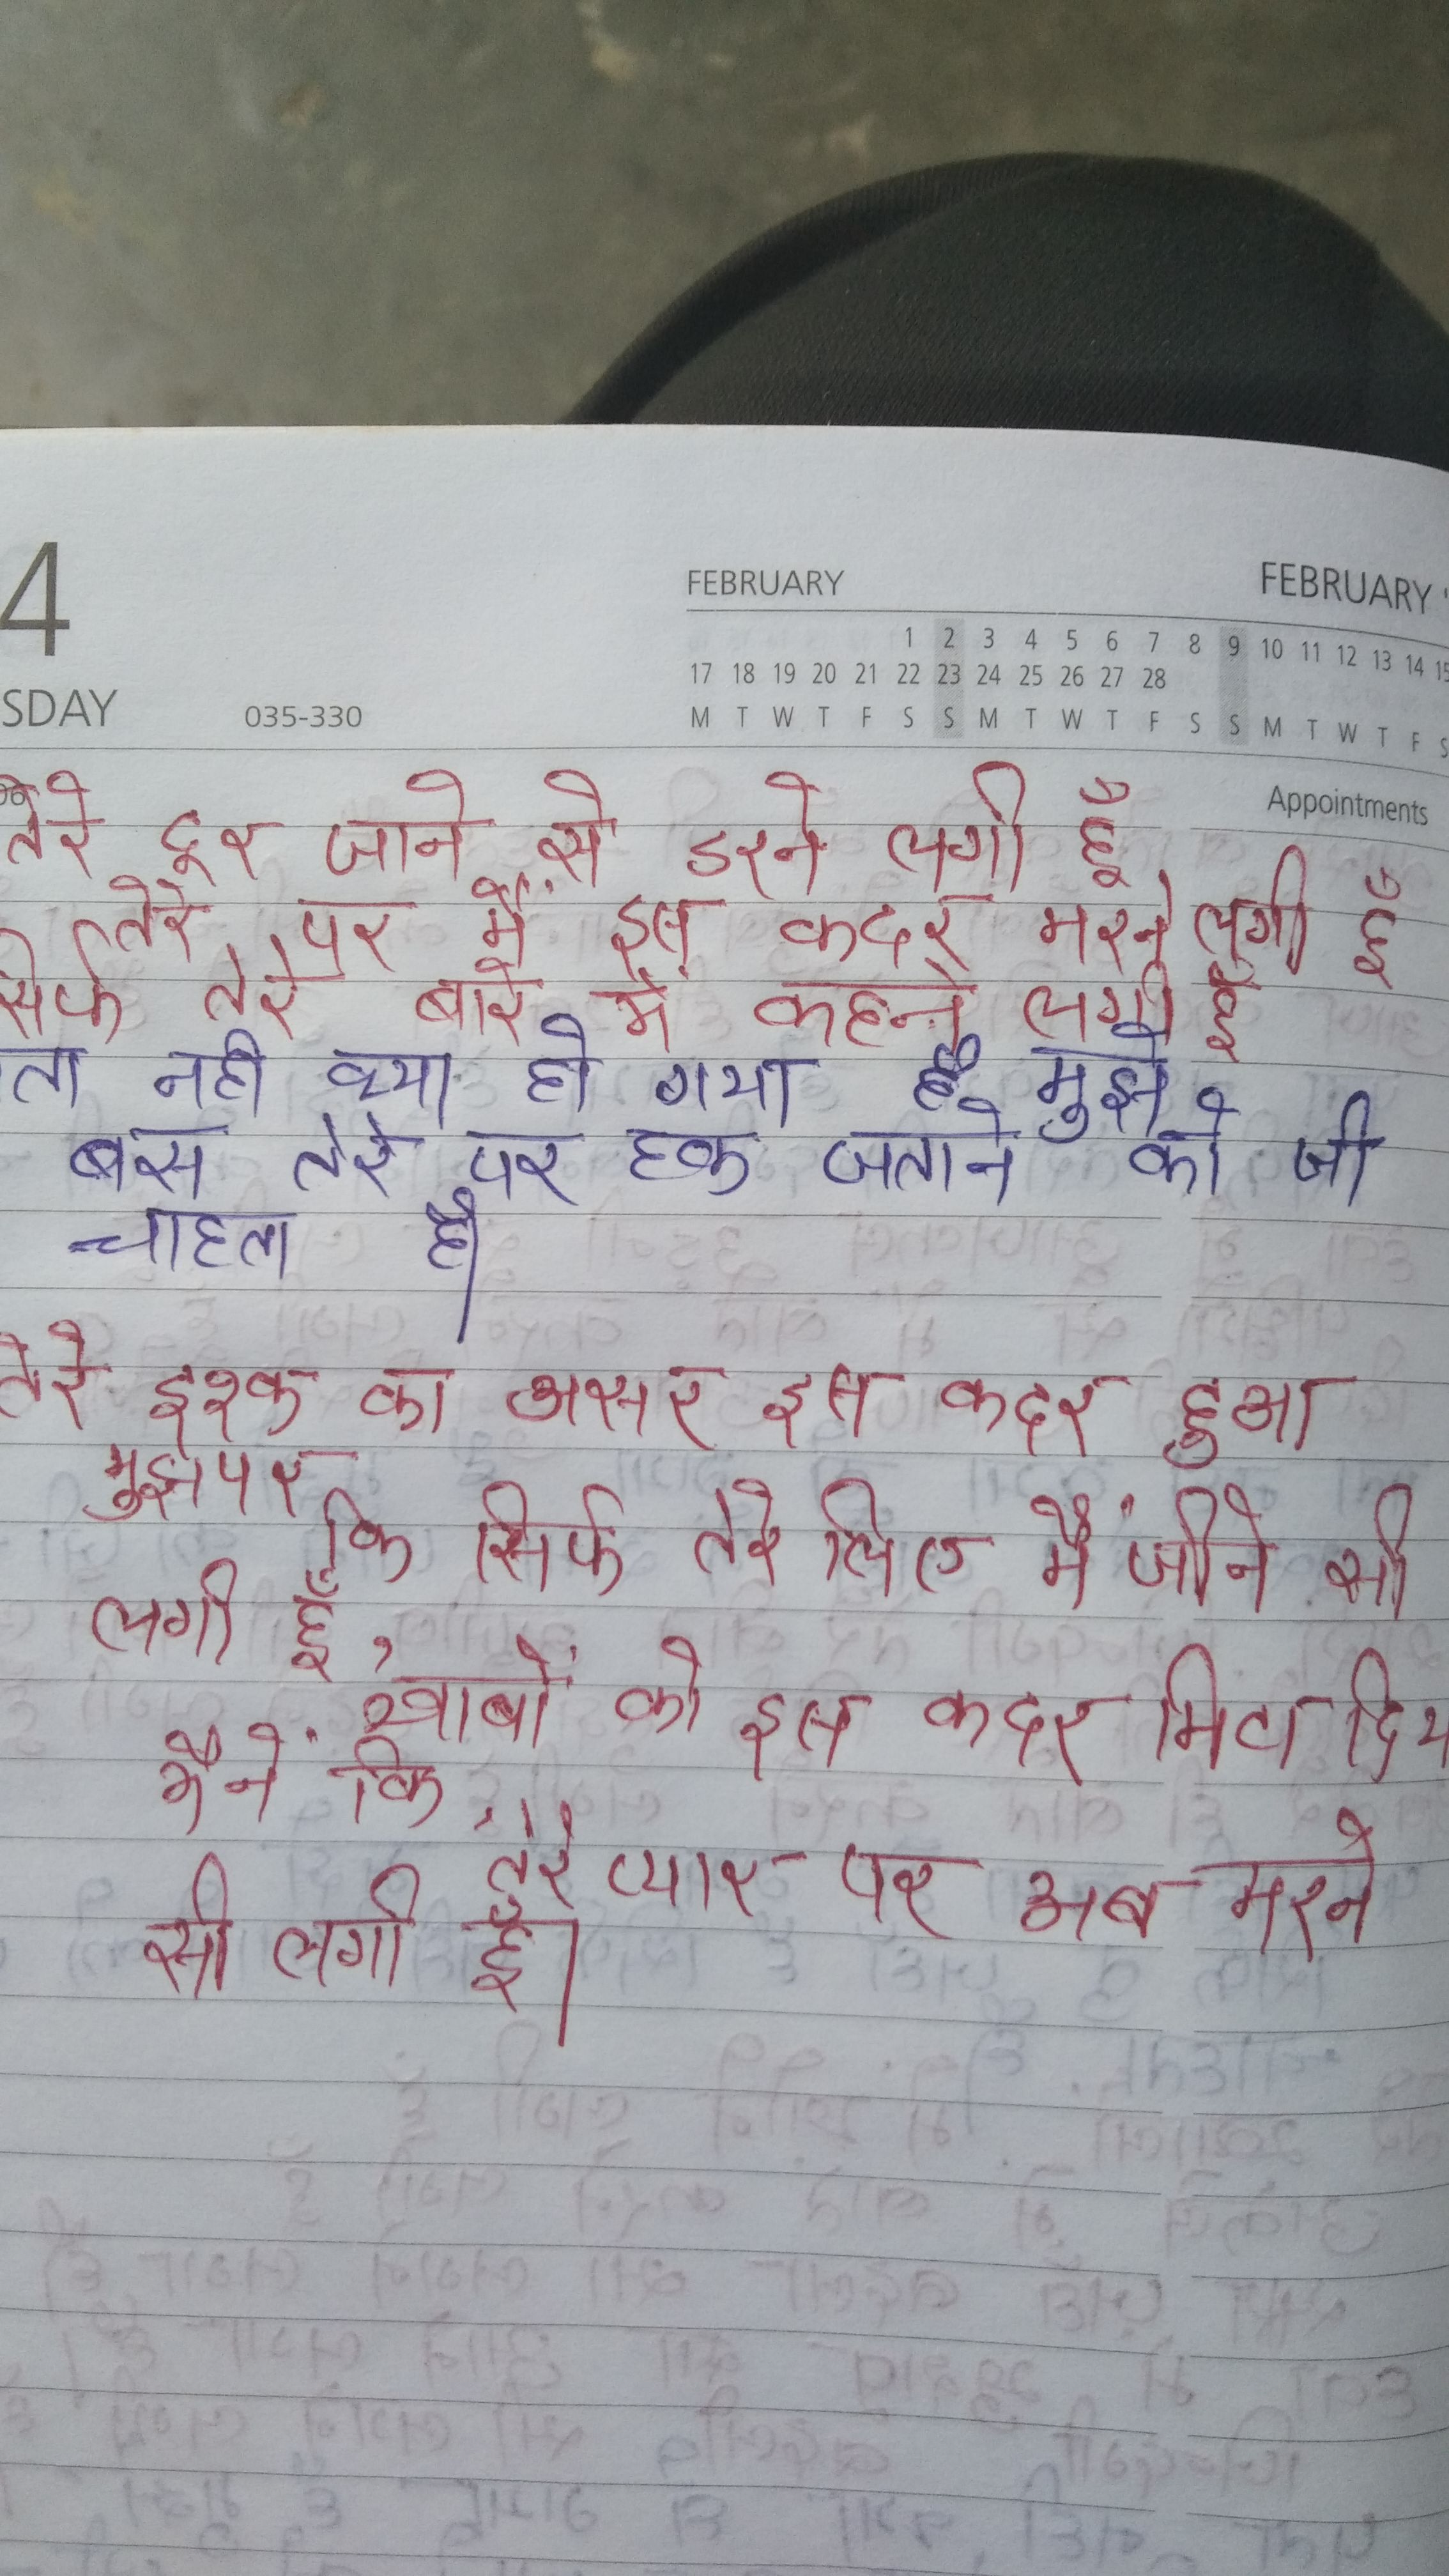 4
FEBRUARY FEBRUARY
1 2 3 4 5 6 7 8 9 10 11 12 13 14 15
17 18 19 20 21 22 23 24 25 26 27 28
SDAY 035-330 M T W T F S S M T W T F S S M T W T F S
Appointments
तेरे दूर जाने से डरने लगी हूँ
तेरे पर मैं इस कदर मरने लगी हूँ
सिर्फ तेरे बारे में कहने लगी हूँ
ता नही क्या हो गया है मुझे
बस तेरे पर हक जताने को जी
चाहता है।
तेरे इश्क का असर इस कदर हुआ
मुझपर
कि सिर्फ तेरे लिए मैं जीने सी
लगी हूँ,
ख्वाबों को इस कदर मिटा दिय
मैनें कि
तेरे प्यार पर अब मरने
सी लगी हूँ।